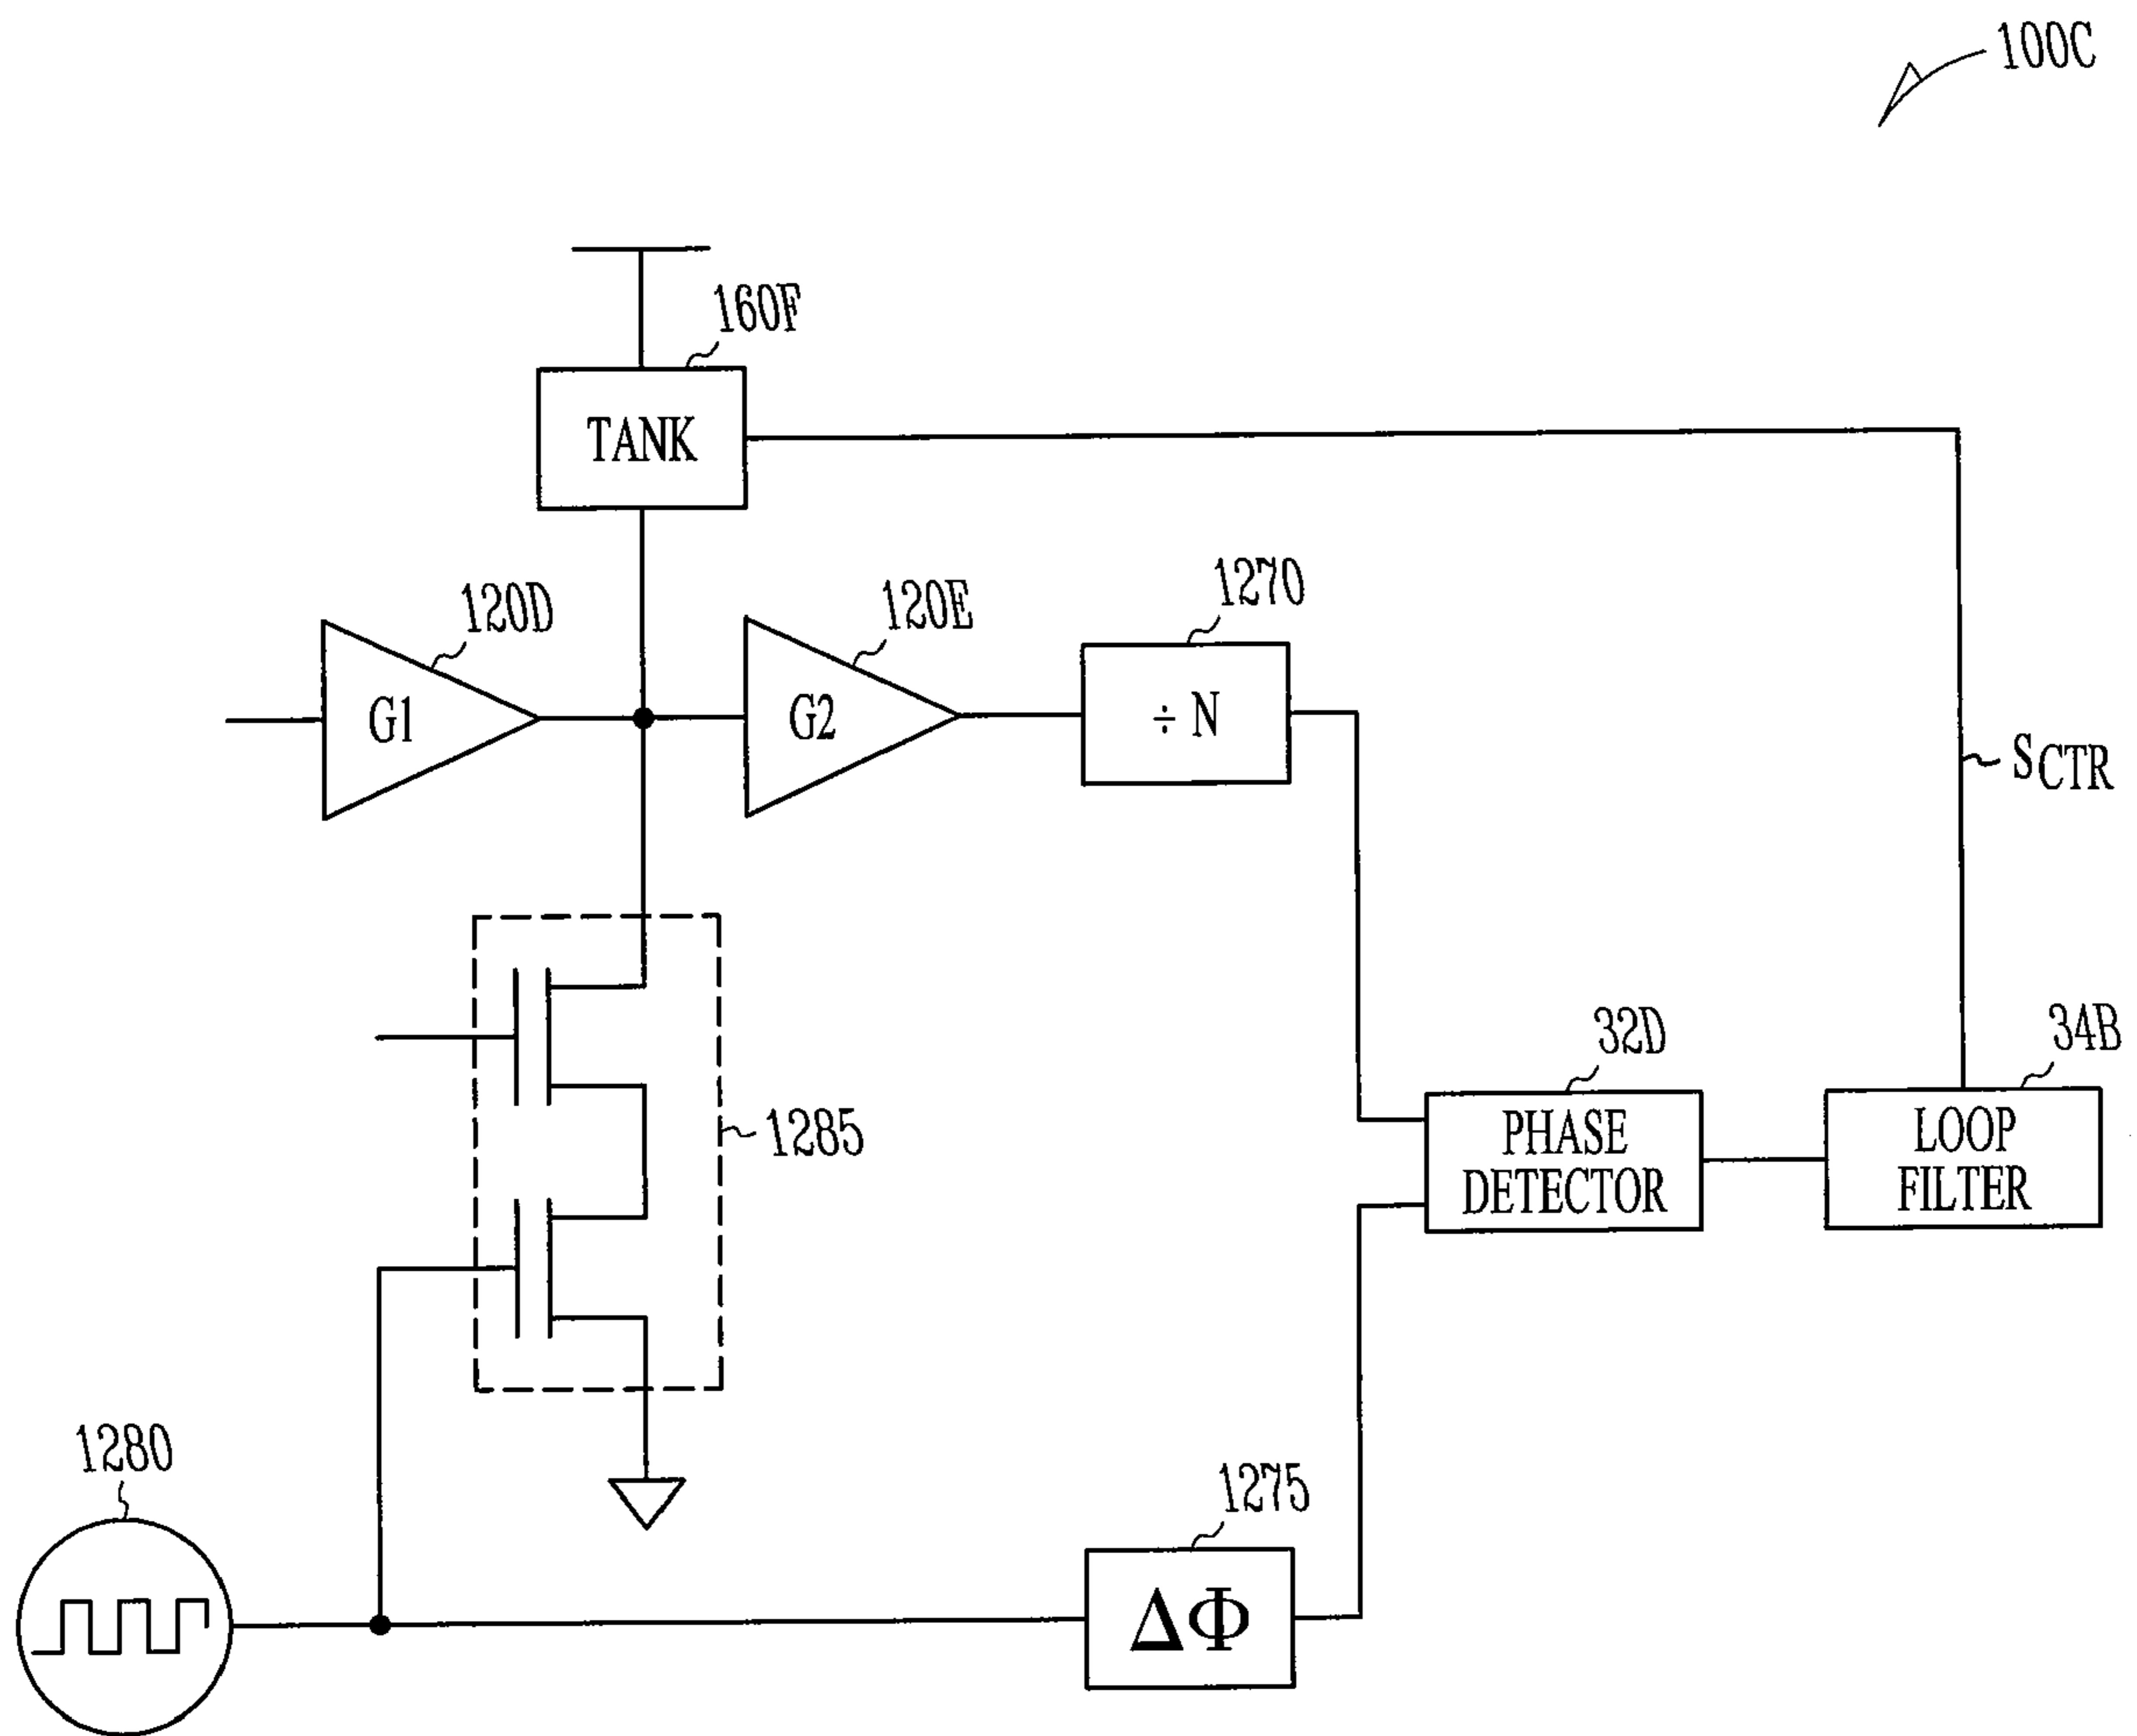 100C
160F
TANK
120D
120E
1270
G1
G2
÷ N
SCTR
32D
34B
PHASE
DETECTOR
LOOP
FILTER
1285
1280
1275
ΔΦ